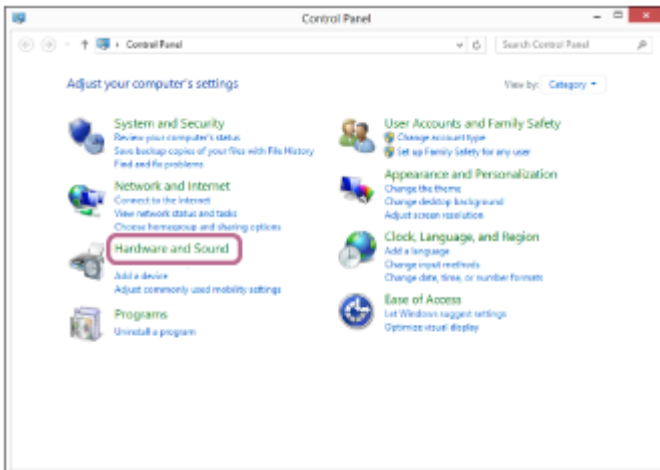 Control Panel
Control Panel
Search Control Panel
Adjust your computer's settings
View by: Category
System and Security
Review your computer's status
Save backup copies of your files with File History
Find and fix problems
Network and Internet
Connect to the Internet
View network status and tasks
Choose homegroup and sharing options
Hardware and Sound
Add a device
Adjust commonly used mobility settings
Programs
Uninstall a program
User Accounts and Family Safety
Change account type
Set up Family Safety for any user
Appearance and Personalization
Change the theme
Change desktop background
Adjust screen resolution
Clock, Language, and Region
Add a language
Change input methods
Change date, time, or number formats
Ease of Access
Let Windows suggest settings
Optimize visual display